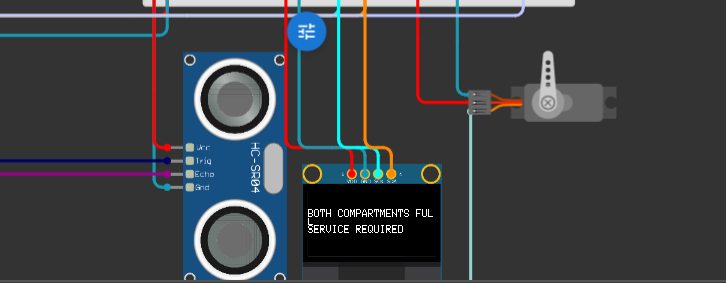 Vcc
Trig
Echo
Gnd
HC-SR04
BOTH COMPARTMENTS FUL
L
SERVICE REQUIRED